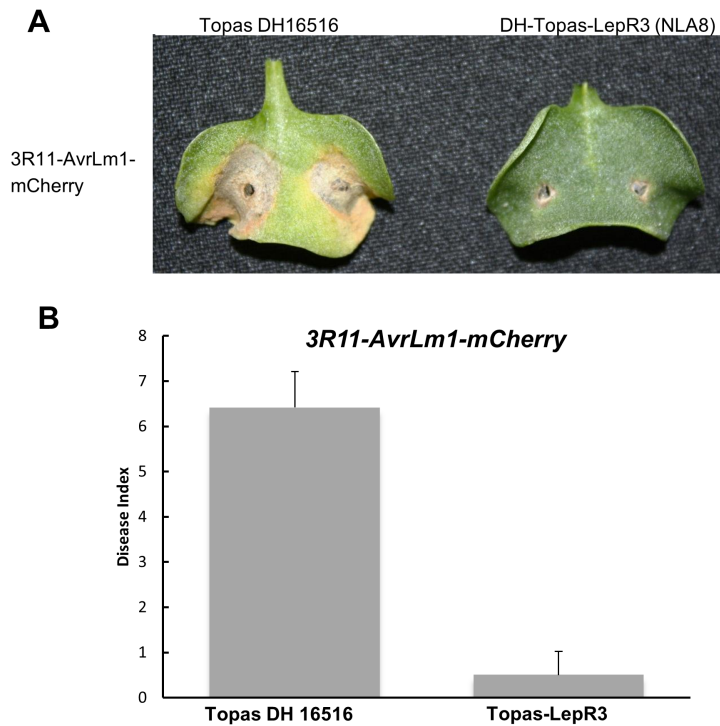 A
Topas DH16516
DH-Topas-LepR3 (NLA8)
3R11-AvrLm1-
mCherry
B
3R11-AvrLm1-mCherry
8
7
6
5
4
3
2
1
0
Disease Index
Topas DH 16516
Topas-LepR3